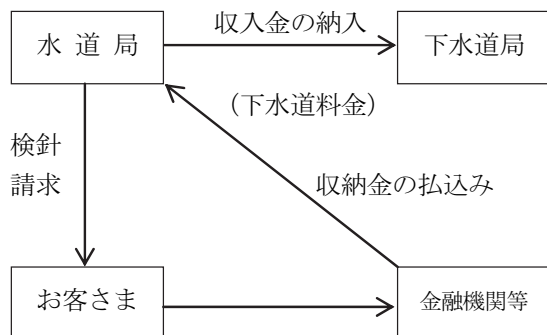 収入金の納入
水 道 局
下水道局
(下水道料金)
検針
請求
収納金の払込み
お客さま
金融機関等